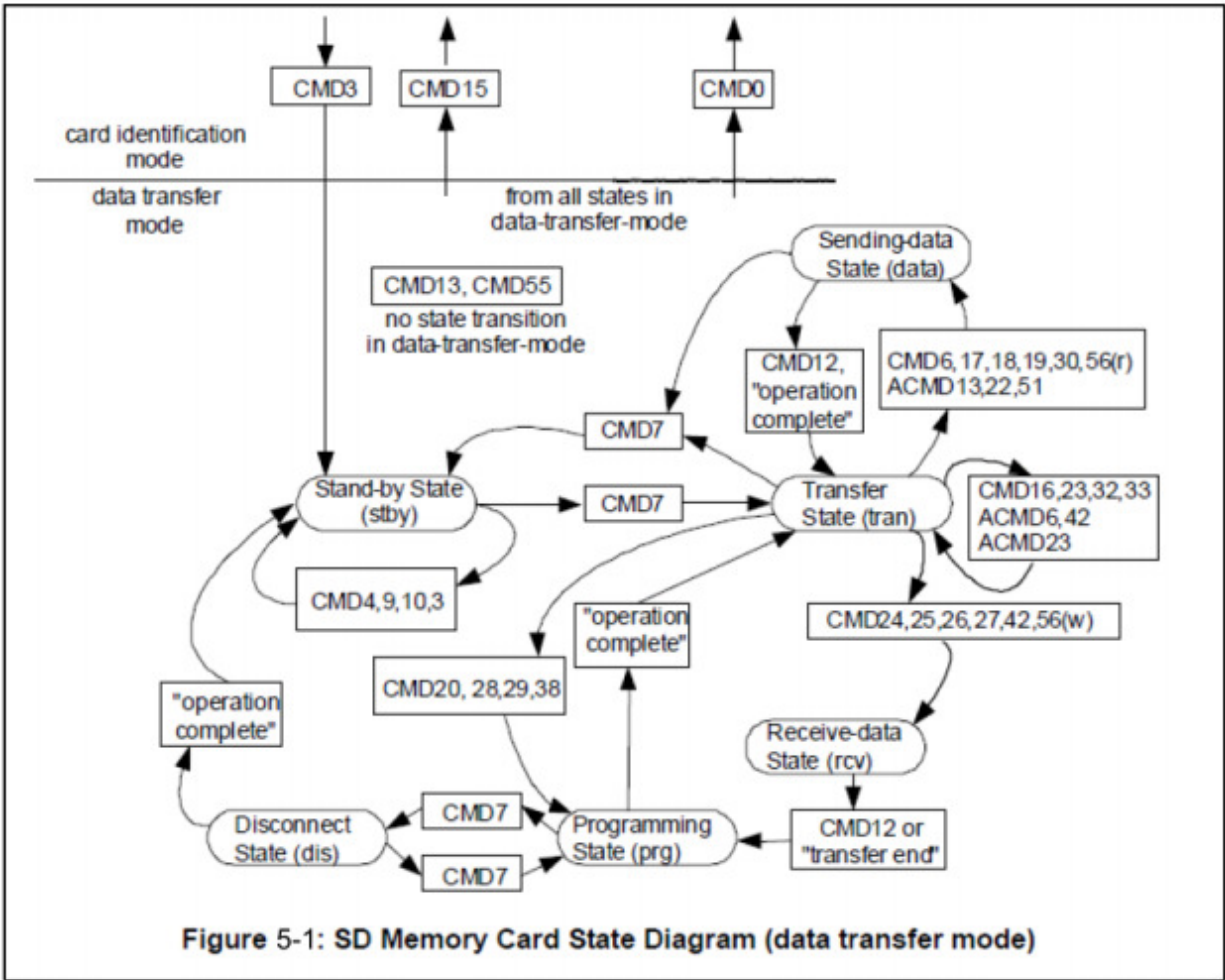 CMD3
CMD15
CMD0
card identification
mode
data transfer
mode
from all states in
data-transfer-mode
Sending-data
State (data)
CMD13, CMD55
no state transition
in data-transfer-mode
CMD12,
"operation
complete"
CMD6,17,18,19,30,56(r)
ACMD13,22,51
CMD7
Stand-by State
(stby)
CMD7
Transfer
State (tran)
CMD16,23,32,33
ACMD6,42
ACMD23
CMD4,9,10,3
"operation
complete"
CMD24,25,26,27,42,56(w)
CMD20, 28,29,38
"operation
complete"
Receive-data
State (rcv)
Disconnect
State (dis)
CMD7
CMD7
Programming
State (prg)
CMD12 or
"transfer end"
Figure 5-1: SD Memory Card State Diagram (data transfer mode)